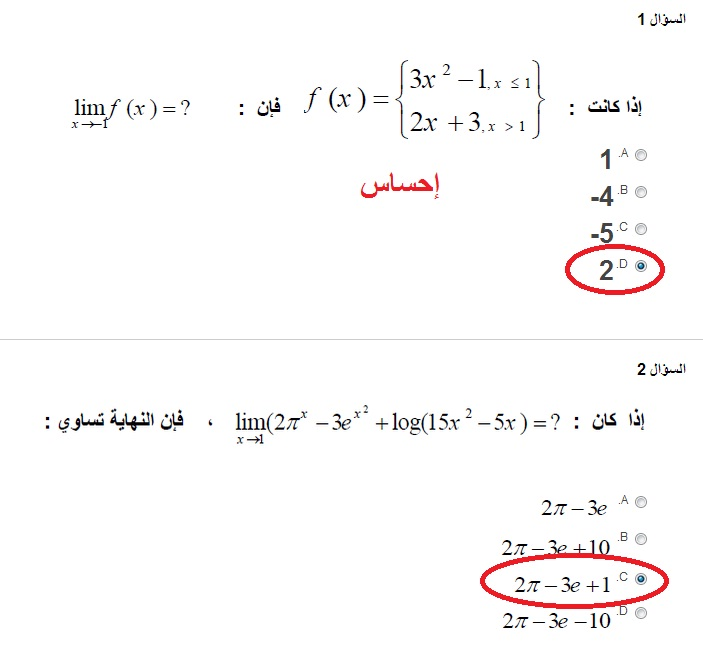 السؤال 1
إذا كانت : f (x) = {3x² − 1, x ≤ 1 ; 2x + 3, x > 1} فإن : lim x→−1 f (x) = ?
1 .A
-4 .B
إحساس
-5 .C
2 .D
السؤال 2
إذا كان : lim x→1 (2π^x − 3e^x² + log(15x² − 5x) = ? ، فإن النهاية تساوي :
2π − 3e .A
2π − 3e + 10 .B
2π − 3e + 1 .C
2π − 3e − 10 .D